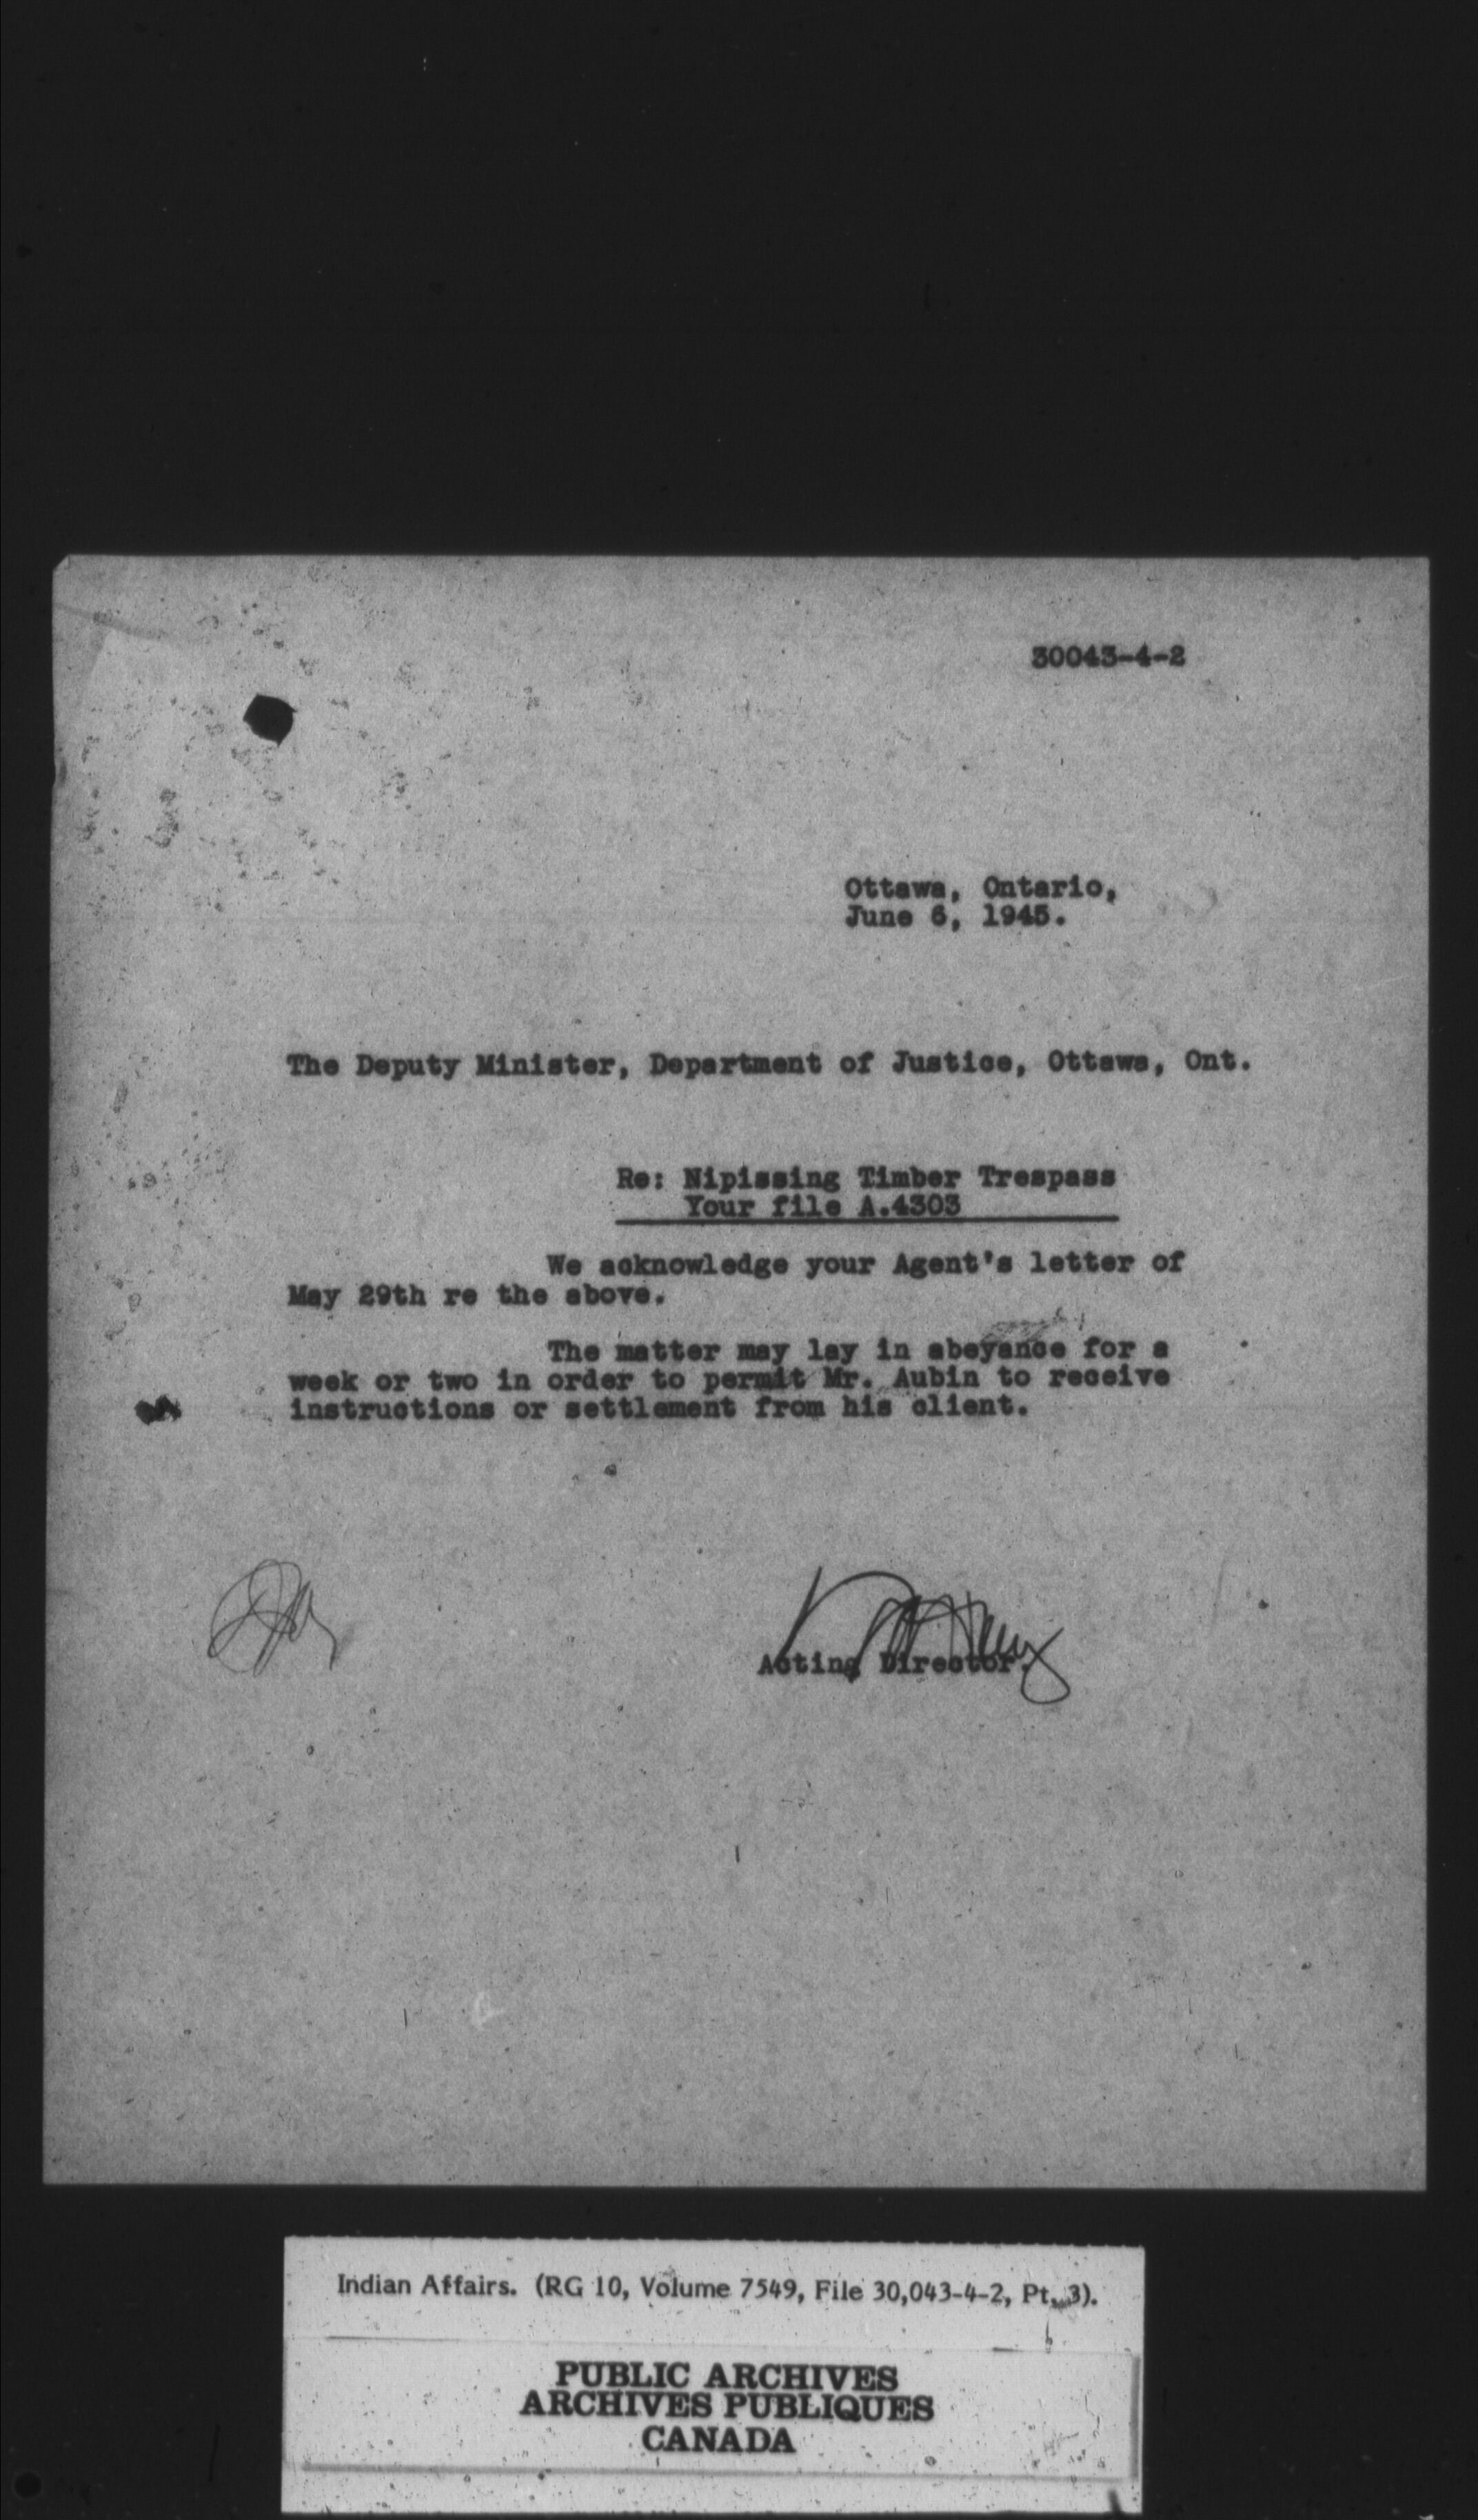 30043-4-2
Ottawa, Ontario,
June 6, 1945.
The Deputy Minister, Department of Justice, Ottawa, Ont.
Re: Nipissing Timber Trespass
Your file A.4303
We acknowledge your Agent's letter of
May 29th re the above.
The matter may lay in abeyance for a
week or two in order to permit Mr. Aubin to receive
instructions or settlement from his client.
Acting Director.
Indian Affairs. (RG 10, Volume 7549, File 30,043-4-2, Pt. 3).
PUBLIC ARCHIVES
ARCHIVES PUBLIQUES
CANADA